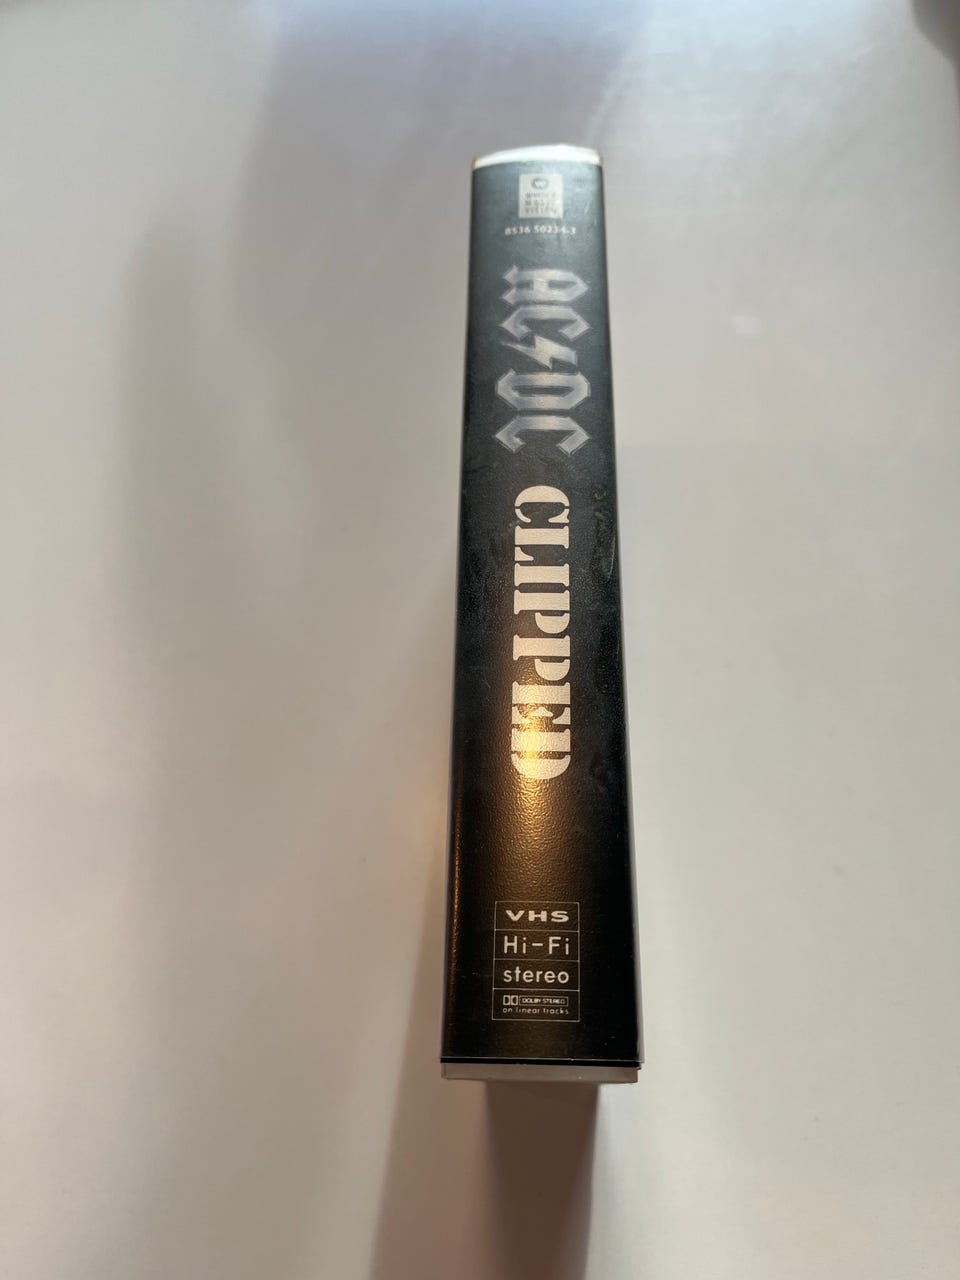 8536 50234-3
AC⚡DC
CLIPPED
VHS
Hi-Fi
stereo
DOLBY STEREO
on linear tracks